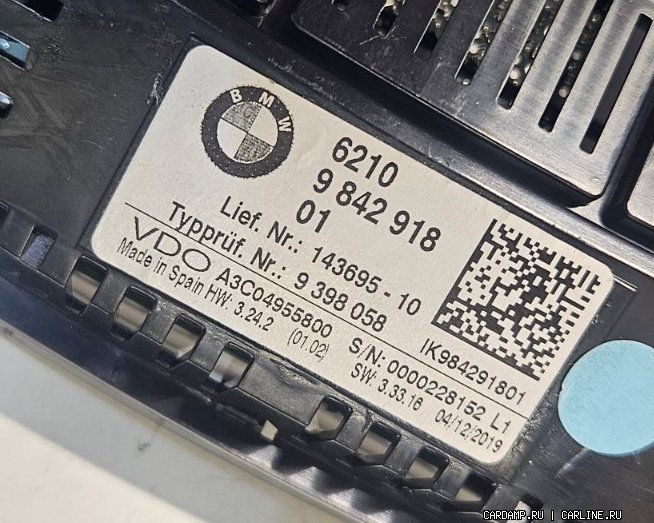 BMW
6210
9 842 918
01
Lief. Nr.: 143695 - 10
Typprüf. Nr.: 9 398 058
VDO A3C04955800
Made in Spain HW: 3.24.2 (01.02)
IK984291801
S/N: 0000228152 L1
SW: 3.33.16 04/12/2019
CARDAMP.RU | CARLINE.RU